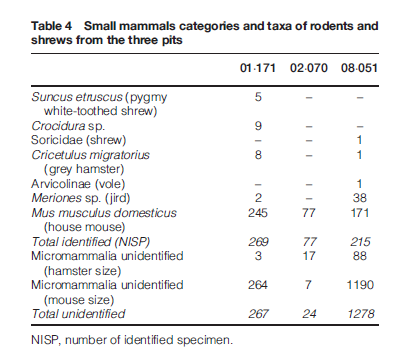 Table 4 Small mammals categories and taxa of rodents and
shrews from the three pits
01·171 02·070 08·051
Suncus etruscus (pygmy 5 – –
white-toothed shrew)
Crocidura sp. 9 – –
Soricidae (shrew) – – 1
Cricetulus migratorius 8 – 1
(grey hamster)
Arvicolinae (vole) – – 1
Meriones sp. (jird) 2 – 38
Mus musculus domesticus 245 77 171
(house mouse)
Total identified (NISP) 269 77 215
Micromammalia unidentified 3 17 88
(hamster size)
Micromammalia unidentified 264 7 1190
(mouse size)
Total unidentified 267 24 1278
NISP, number of identified specimen.